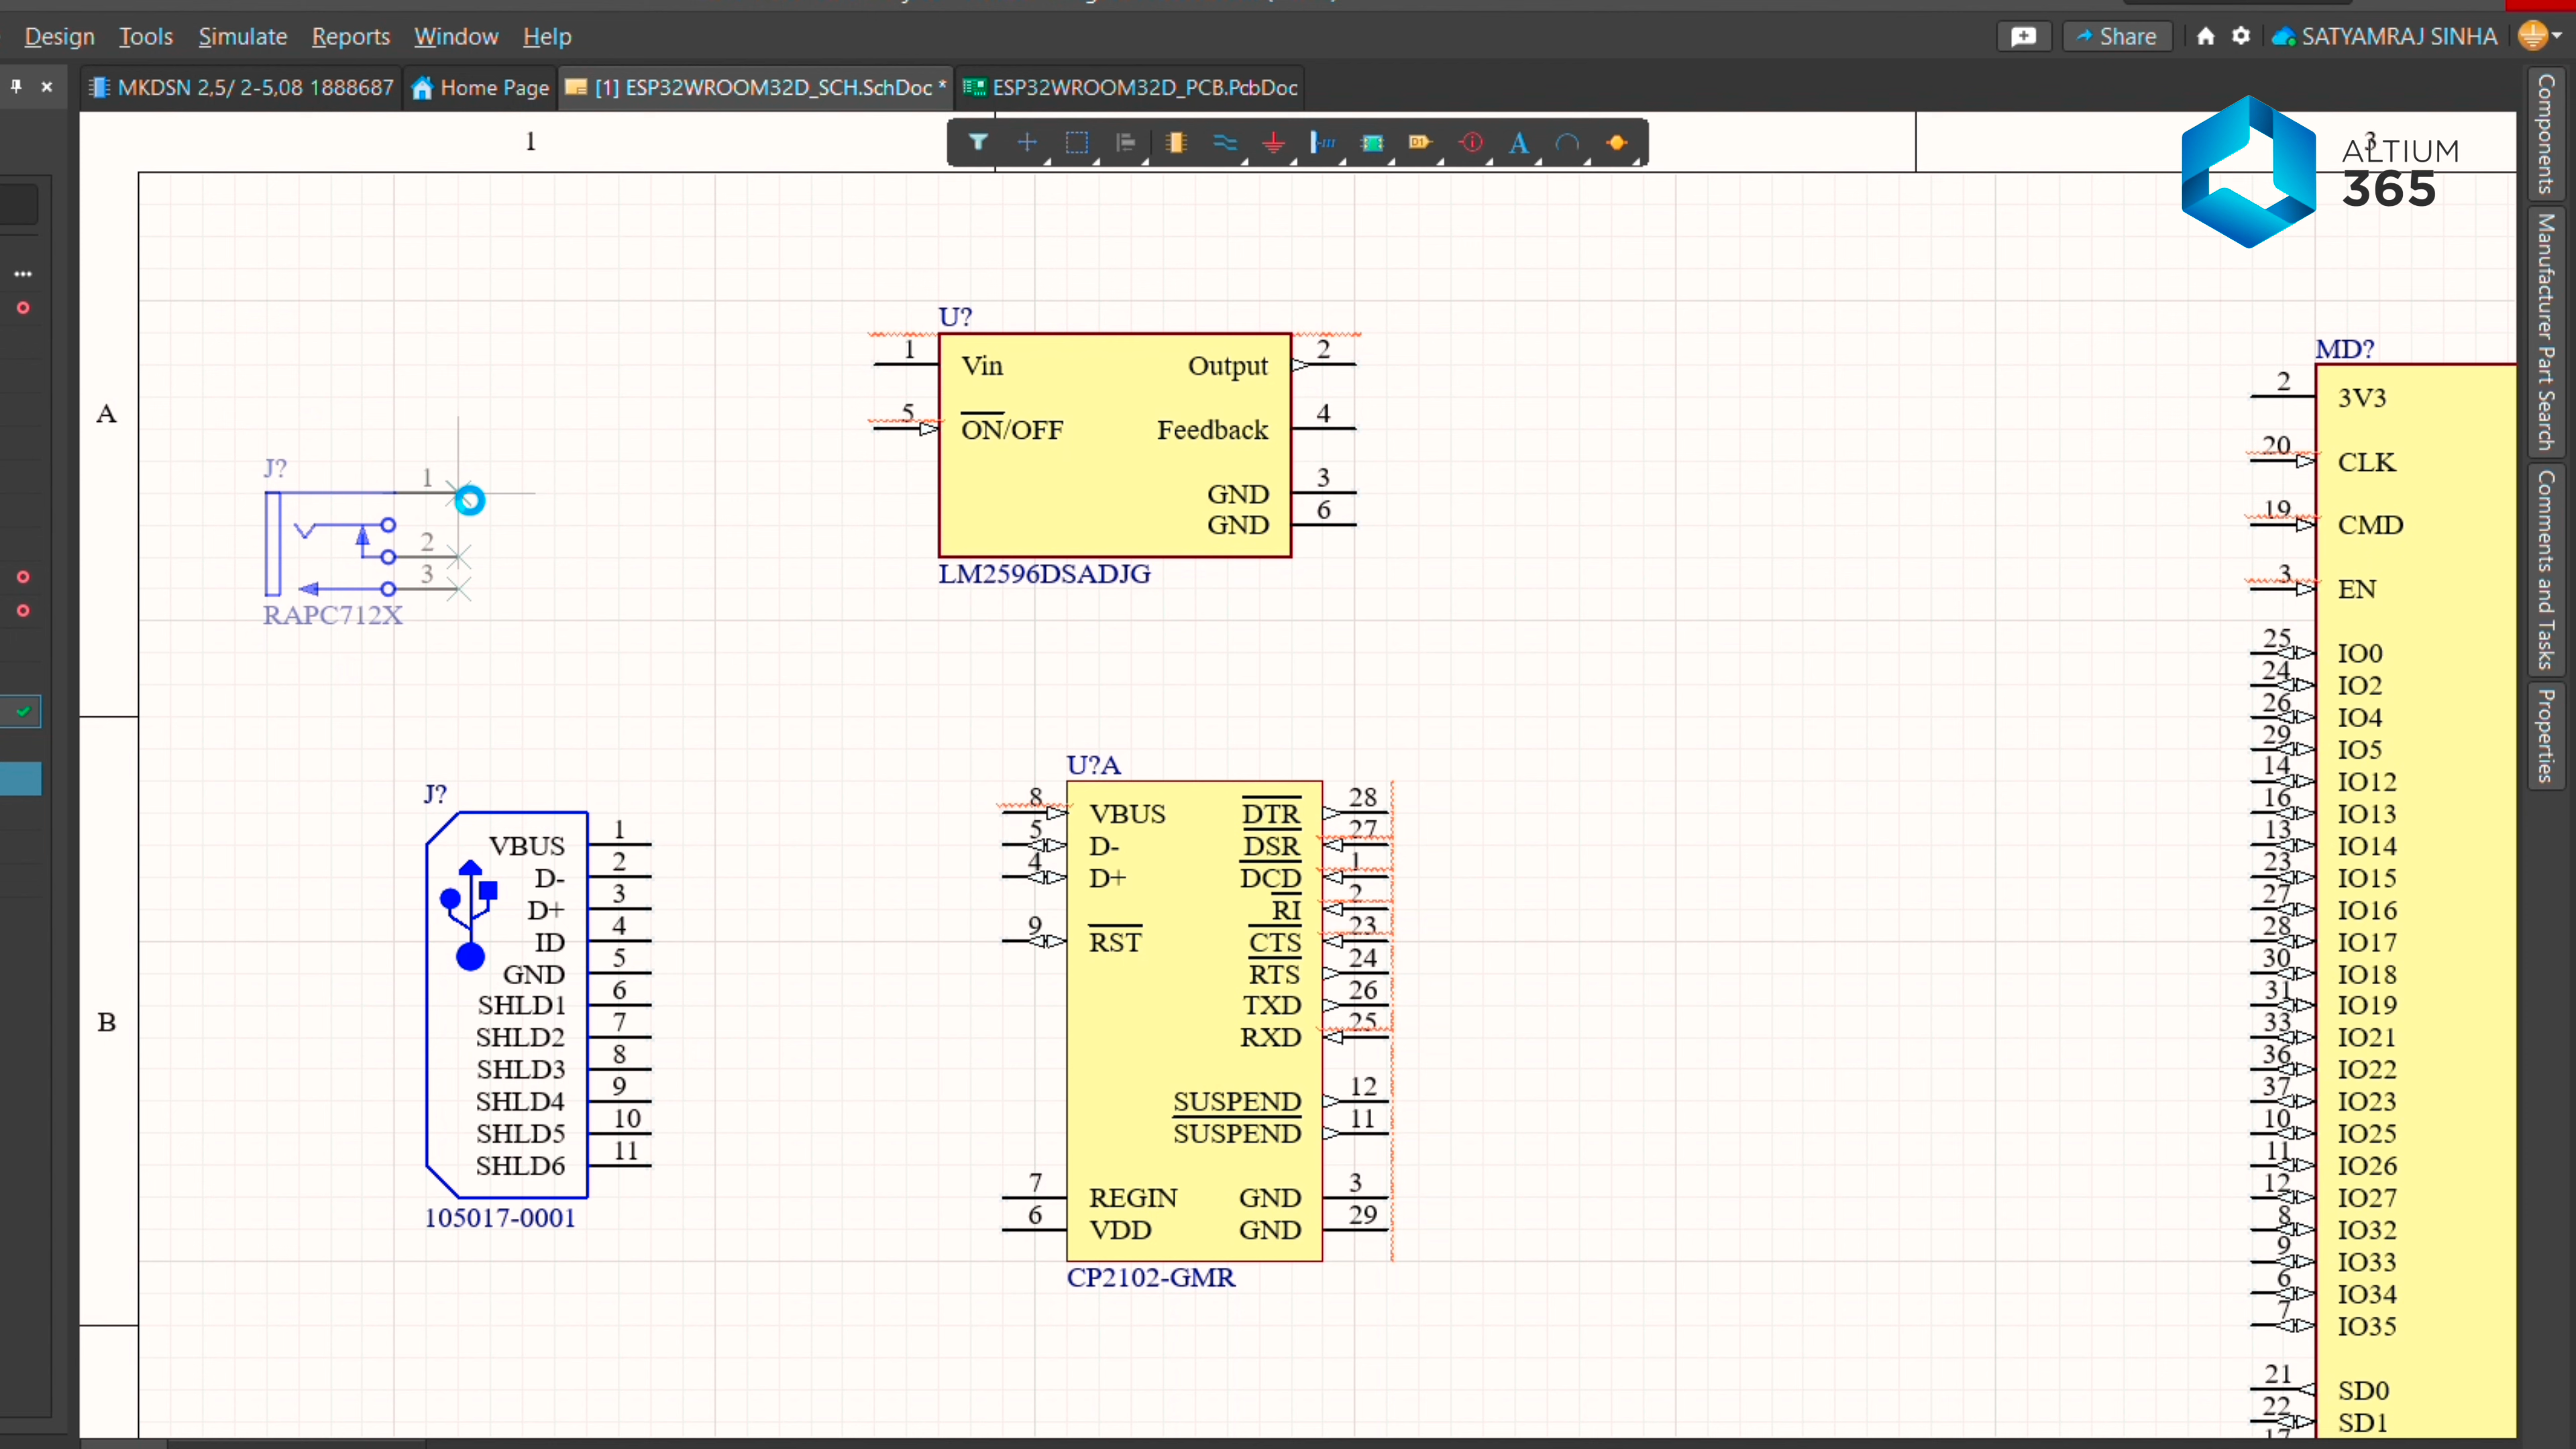 Design Tools Simulate Reports Window Help
Share SATYAMRAJ SINHA
MKDSN 2,5/ 2-5,08 1888687
Home Page
[1] ESP32WROOM32D_SCH.SchDoc *
ESP32WROOM32D_PCB.PcbDoc
Components
Manufacturer Part Search
Comments and Tasks
Properties
1
3
ALTIUM
365
A
B
J?
1
2
3
RAPC712X
U?
1 Vin Output 2
5 ON/OFF Feedback 4
GND 3
GND 6
LM2596DSADJG
J?
VBUS 1
D- 2
D+ 3
ID 4
GND 5
SHLD1 6
SHLD2 7
SHLD3 8
SHLD4 9
SHLD5 10
SHLD6 11
105017-0001
U?A
8 VBUS DTR 28
5 D- DSR 27
4 D+ DCD 1
RI 2
9 RST CTS 23
RTS 24
TXD 26
RXD 25
SUSPEND 12
SUSPEND 11
7 REGIN GND 3
6 VDD GND 29
CP2102-GMR
MD?
2 3V3
20 CLK
19 CMD
3 EN
25 IO0
24 IO2
26 IO4
29 IO5
14 IO12
16 IO13
13 IO14
23 IO15
27 IO16
28 IO17
30 IO18
31 IO19
33 IO21
36 IO22
37 IO23
10 IO25
11 IO26
12 IO27
8 IO32
9 IO33
6 IO34
7 IO35
21 SD0
22 SD1